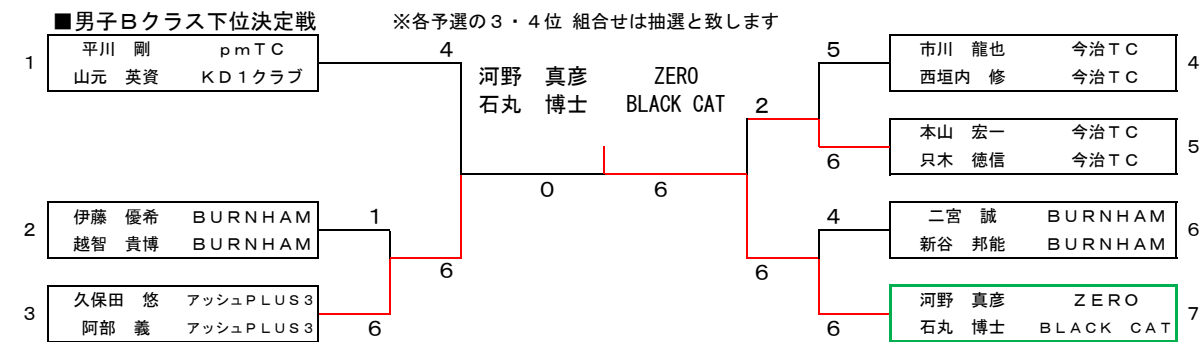 ■男子Bクラス下位決定戦　※各予選の3・4位 組合せは抽選と致します
1
平川　剛　ｐｍＴＣ
山元　英資　ＫＤ１クラブ
4
河野　真彦　ZERO
石丸　博士　BLACK CAT
2
5
市川　龍也　今治ＴＣ
西垣内　修　今治ＴＣ
4
6
本山　宏一　今治ＴＣ
只木　徳信　今治ＴＣ
5
0
6
2
伊藤　優希　ＢＵＲＮＨＡＭ
越智　貴博　ＢＵＲＮＨＡＭ
1
6
6
4
二宮　誠　ＢＵＲＮＨＡＭ
新谷　邦能　ＢＵＲＮＨＡＭ
6
3
久保田　悠　アッシュＰＬＵＳ３
阿部　義　アッシュＰＬＵＳ３
6
6
河野　真彦　ＺＥＲＯ
石丸　博士　ＢＬＡＣＫ　ＣＡＴ
7